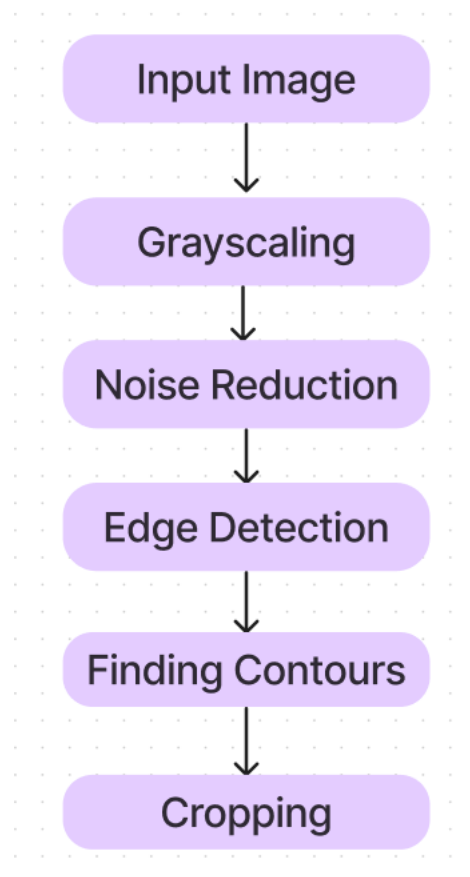 Input Image
Grayscaling
Noise Reduction
Edge Detection
Finding Contours
Cropping